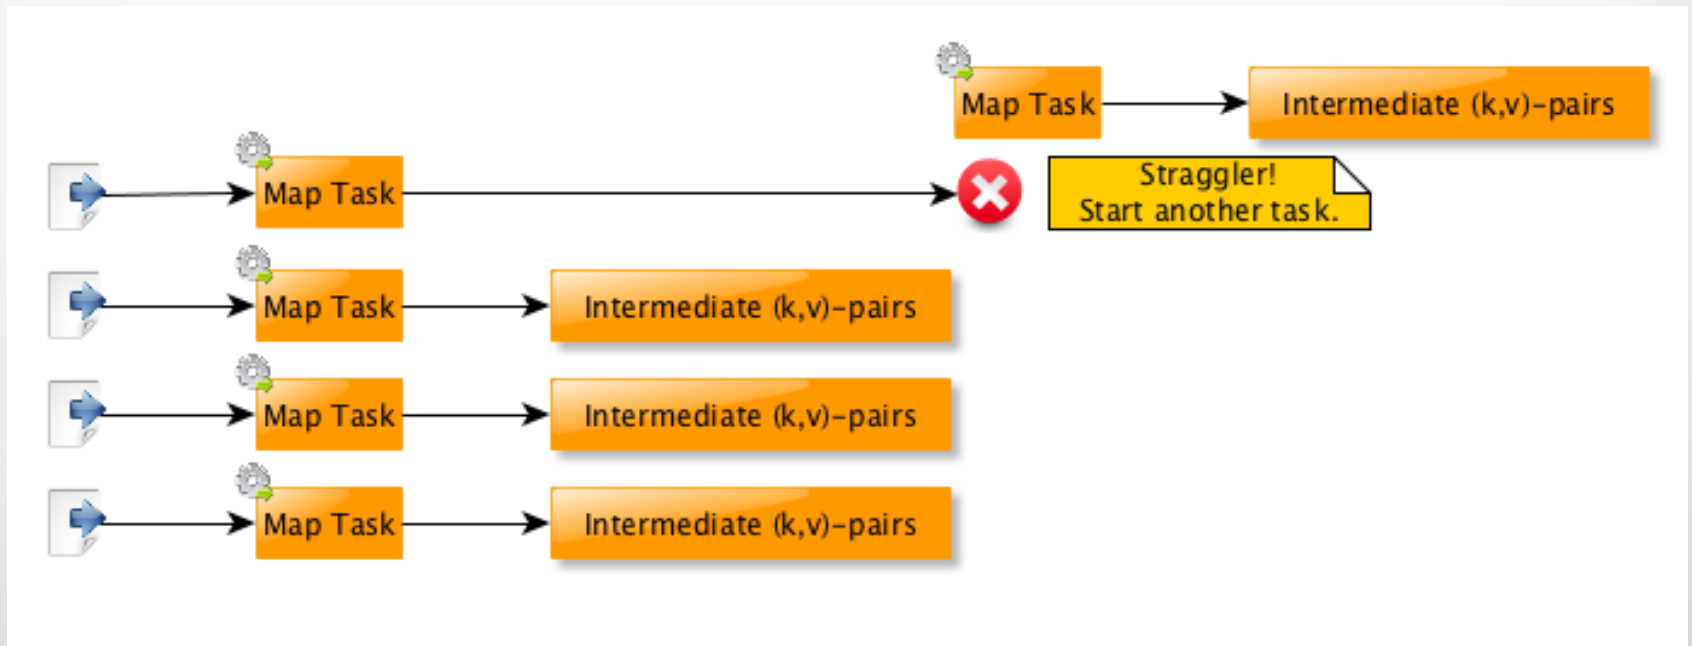 Map Task
Intermediate (k,v)-pairs
Map Task
Straggler!
Start another task.
Map Task
Intermediate (k,v)-pairs
Map Task
Intermediate (k,v)-pairs
Map Task
Intermediate (k,v)-pairs